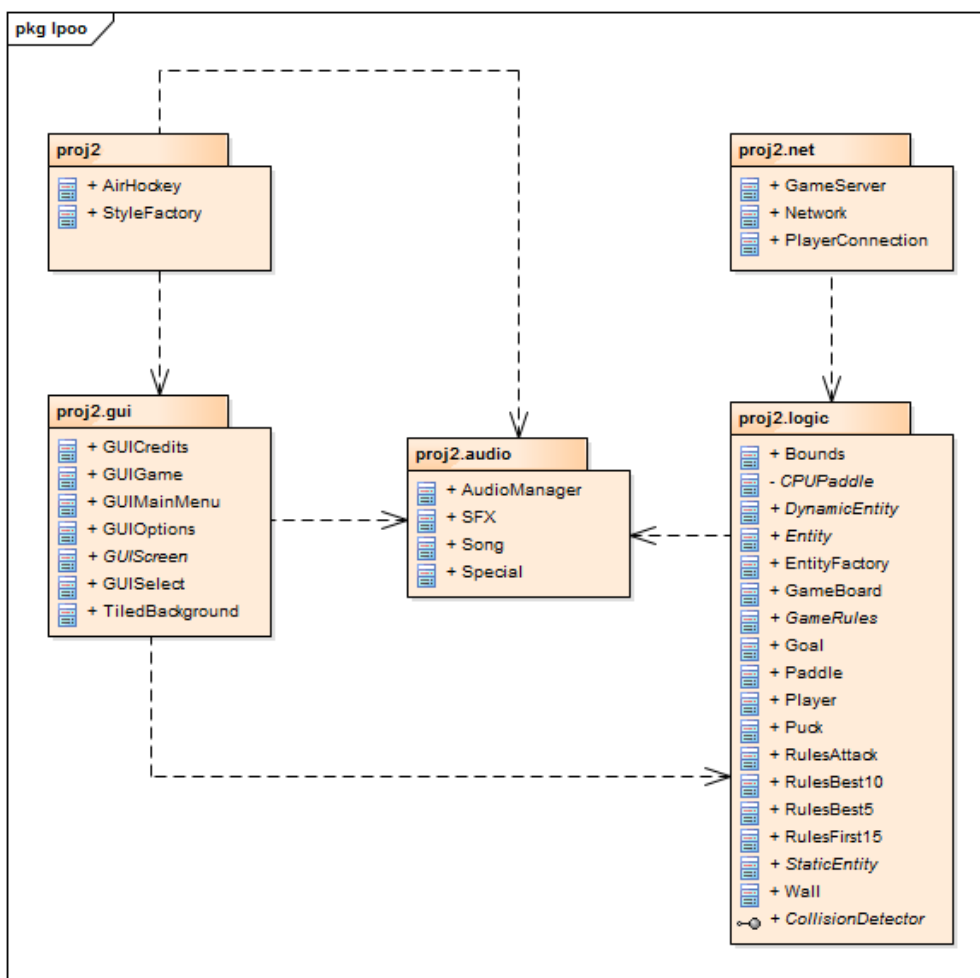 pkg lpoo
proj2
+ AirHockey
+ StyleFactory
proj2.net
+ GameServer
+ Network
+ PlayerConnection
proj2.gui
+ GUICredits
+ GUIGame
+ GUIMainMenu
+ GUIOptions
+ GUIScreen
+ GUISelect
+ TiledBackground
proj2.audio
+ AudioManager
+ SFX
+ Song
+ Special
proj2.logic
+ Bounds
- CPUPaddle
+ DynamicEntity
+ Entity
+ EntityFactory
+ GameBoard
+ GameRules
+ Goal
+ Paddle
+ Player
+ Puck
+ RulesAttack
+ RulesBest10
+ RulesBest5
+ RulesFirst15
+ StaticEntity
+ Wall
+ CollisionDetector